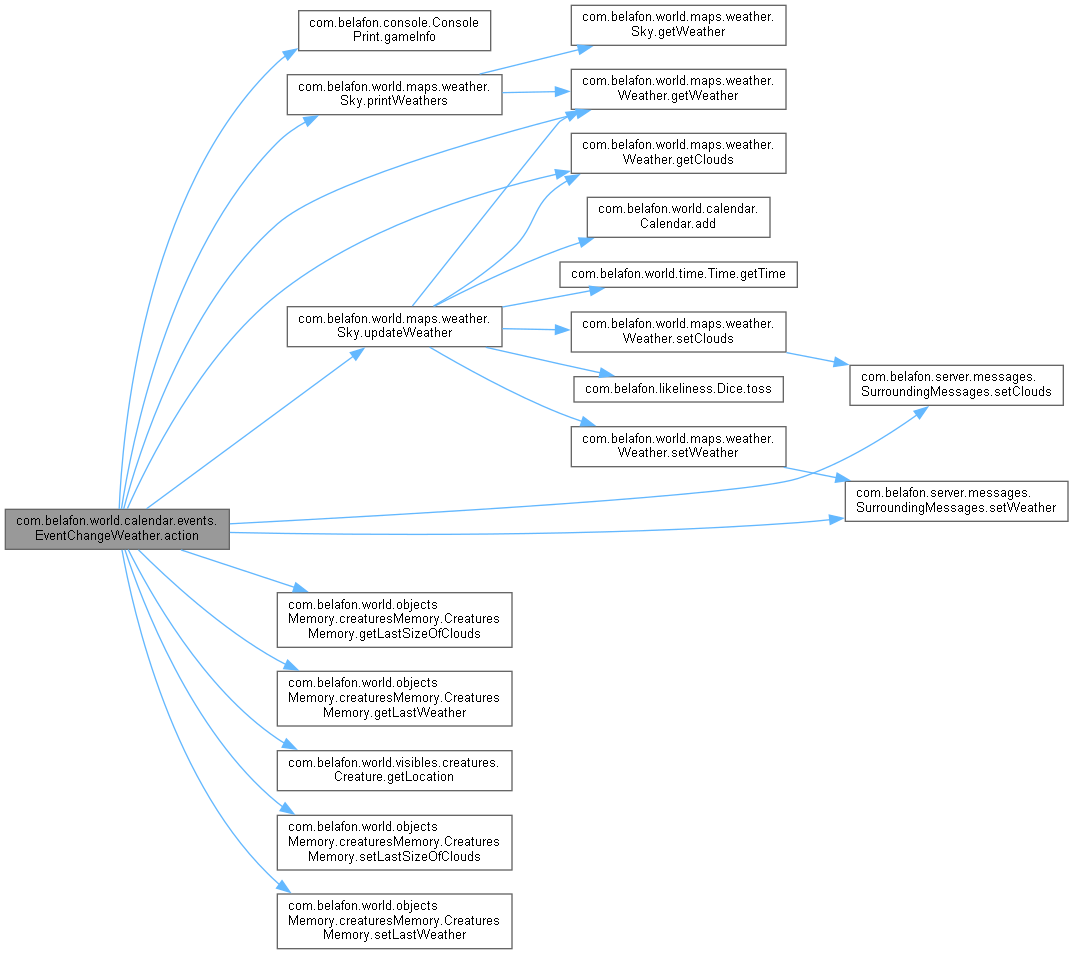 com.belafon.console.Console
Print.gameInfo
com.belafon.world.maps.weather.
Sky.printWeathers
com.belafon.world.maps.weather.
Sky.getWeather
com.belafon.world.maps.weather.
Weather.getWeather
com.belafon.world.maps.weather.
Weather.getClouds
com.belafon.world.calendar.
Calendar.add
com.belafon.world.time.Time.getTime
com.belafon.world.maps.weather.
Sky.updateWeather
com.belafon.world.maps.weather.
Weather.setClouds
com.belafon.likeliness.Dice.toss
com.belafon.server.messages.
SurroundingMessages.setClouds
com.belafon.world.maps.weather.
Weather.setWeather
com.belafon.server.messages.
SurroundingMessages.setWeather
com.belafon.world.calendar.events.
EventChangeWeather.action
com.belafon.world.objects
Memory.creaturesMemory.Creatures
Memory.getLastSizeOfClouds
com.belafon.world.objects
Memory.creaturesMemory.Creatures
Memory.getLastWeather
com.belafon.world.visibles.creatures.
Creature.getLocation
com.belafon.world.objects
Memory.creaturesMemory.Creatures
Memory.setLastSizeOfClouds
com.belafon.world.objects
Memory.creaturesMemory.Creatures
Memory.setLastWeather